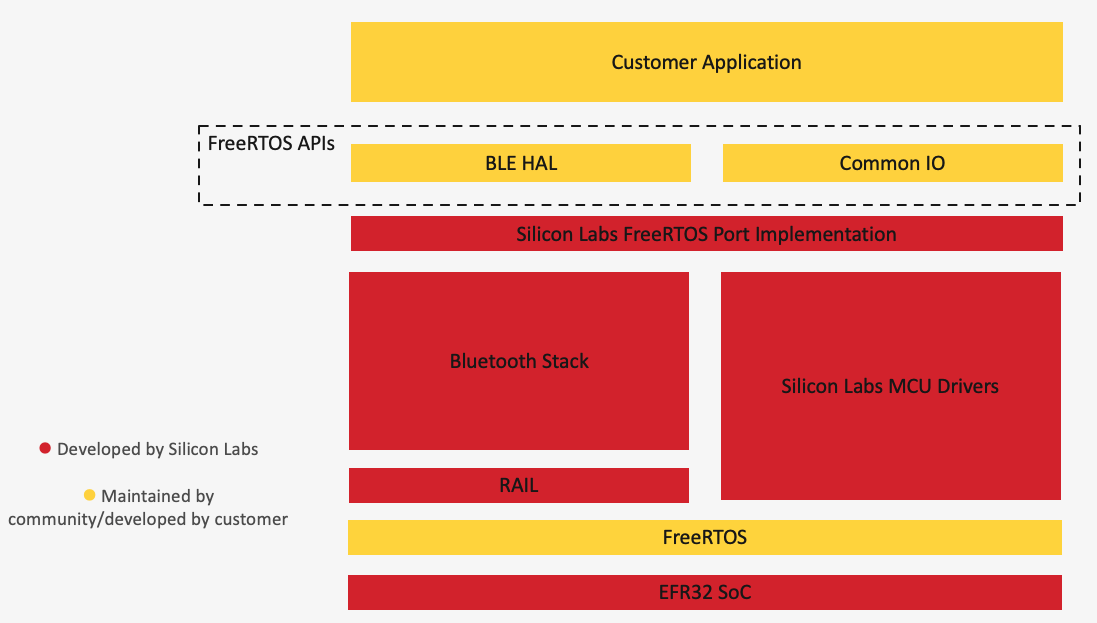 Customer Application
FreeRTOS APIs
BLE HAL
Common IO
Silicon Labs FreeRTOS Port Implementation
Bluetooth Stack
Silicon Labs MCU Drivers
Developed by Silicon Labs
RAIL
Maintained by
community/developed by customer
FreeRTOS
EFR32 SoC